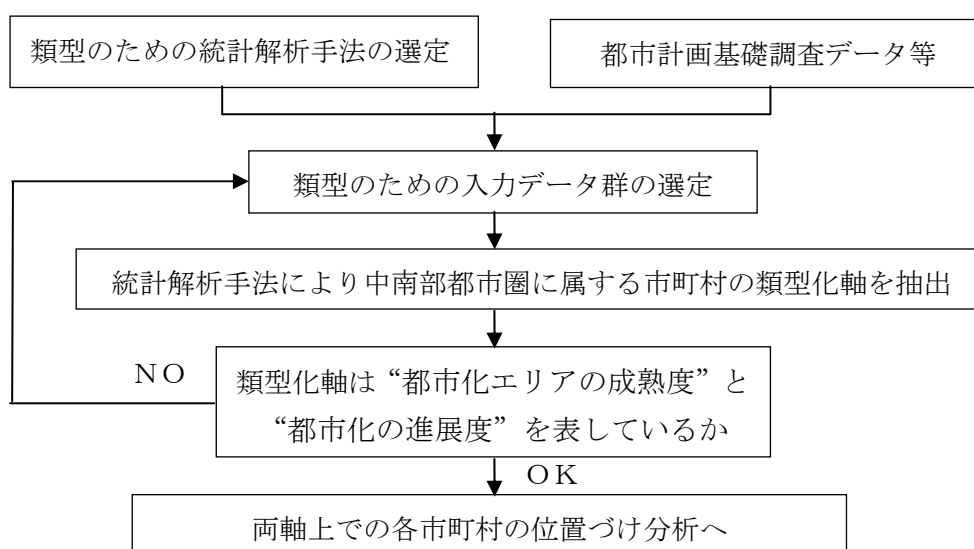 類型のための統計解析手法の選定
都市計画基礎調査データ等
類型のための入力データ群の選定
統計解析手法により中南部都市圏に属する市町村の類型化軸を抽出
ＮＯ
類型化軸は“都市化エリアの成熟度”と
“都市化の進展度”を表しているか
ＯＫ
両軸上での各市町村の位置づけ分析へ